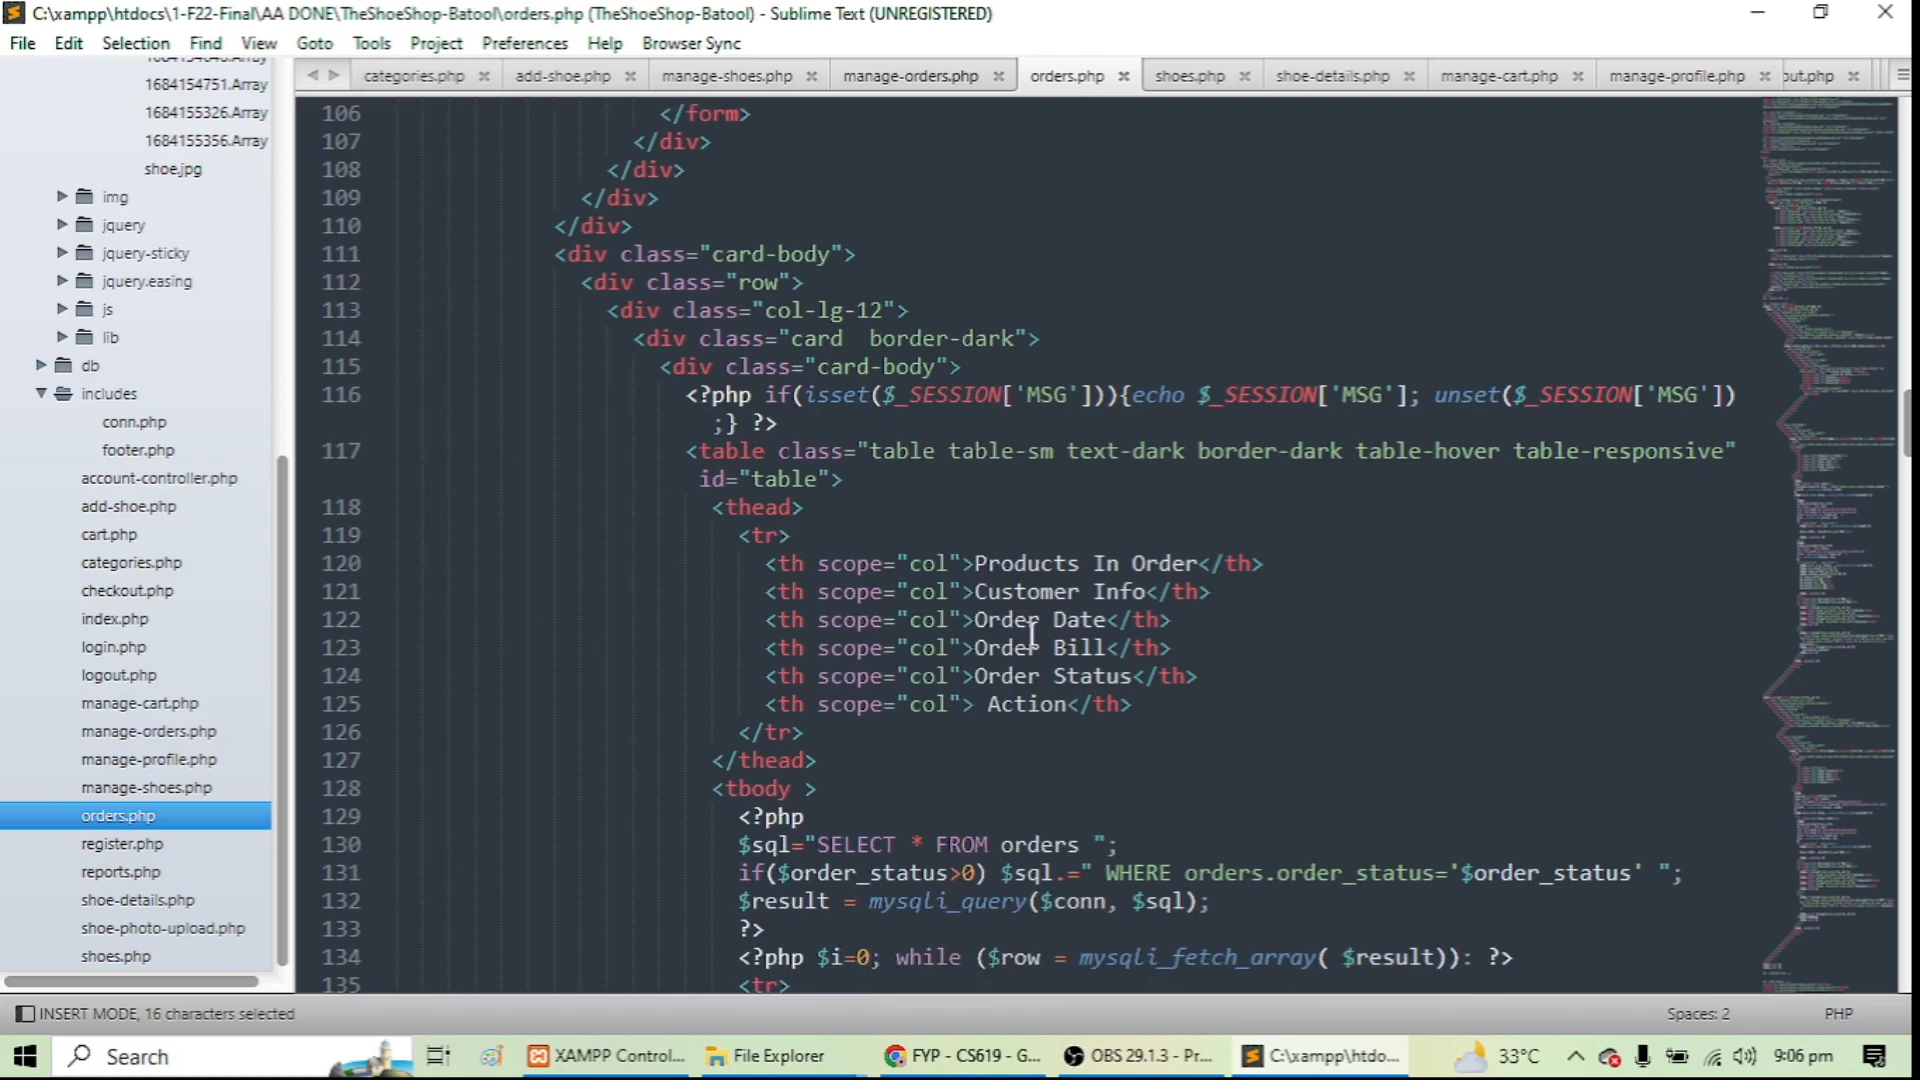 C:\xampp\htdocs\1-F22-Final\AA DONE\TheShoeShop-Batool\orders.php (TheShoeShop-Batool) - Sublime Text (UNREGISTERED)
File Edit Selection Find View Goto Tools Project Preferences Help Browser Sync
categories.php add-shoe.php manage-shoes.php manage-orders.php orders.php shoes.php shoe-details.php manage-cart.php manage-profile.php out.php
1684154751.Array
1684155326.Array
1684155356.Array
shoe.jpg
img
jquery
jquery-sticky
jquery.easing
js
lib
db
includes
conn.php
footer.php
account-controller.php
add-shoe.php
cart.php
categories.php
checkout.php
index.php
login.php
logout.php
manage-cart.php
manage-orders.php
manage-profile.php
manage-shoes.php
orders.php
register.php
reports.php
shoe-details.php
shoe-photo-upload.php
shoes.php
106 </form>
107 </div>
108 </div>
109 </div>
110 </div>
111 <div class="card-body">
112 <div class="row">
113 <div class="col-lg-12">
114 <div class="card  border-dark">
115 <div class="card-body">
116 <?php if(isset($_SESSION['MSG'])){echo $_SESSION['MSG']; unset($_SESSION['MSG'])
;} ?>
117 <table class="table table-sm text-dark border-dark table-hover table-responsive"
id="table">
118 <thead>
119 <tr>
120 <th scope="col">Products In Order</th>
121 <th scope="col">Customer Info</th>
122 <th scope="col">Order Date</th>
123 <th scope="col">Order Bill</th>
124 <th scope="col">Order Status</th>
125 <th scope="col"> Action</th>
126 </tr>
127 </thead>
128 <tbody >
129 <?php
130 $sql="SELECT * FROM orders ";
131 if($order_status>0) $sql.=" WHERE orders.order_status='$order_status' ";
132 $result = mysqli_query($conn, $sql);
133 ?>
134 <?php $i=0; while ($row = mysqli_fetch_array( $result)): ?>
135 <tr>
INSERT MODE, 16 characters selected Spaces: 2 PHP
Search XAMPP Control... File Explorer FYP - CS619 - G... OBS 29.1.3 - Pr... C:\xampp\htdo... 33°C 9:06 pm